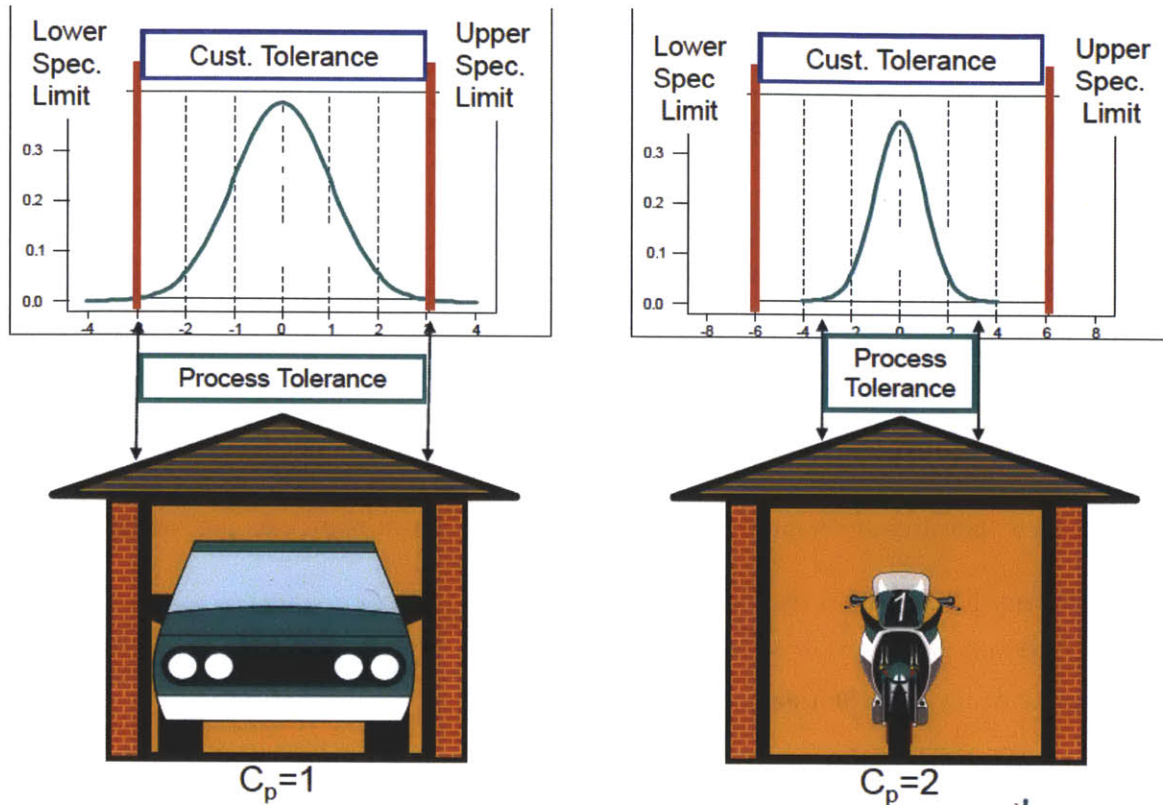 Lower
Spec.
Limit
Cust. Tolerance
Upper
Spec.
Limit
0.3
0.2
0.1
0.0
-4
-2
-1
0
1
2
4
Process Tolerance
Cp=1
Lower
Spec
Limit
Cust. Tolerance
Upper
Spec.
Limit
0.3
0.2
0.1
0.0
-8
-6
-4
-2
0
2
4
6
8
Process
Tolerance
1
Cp=2